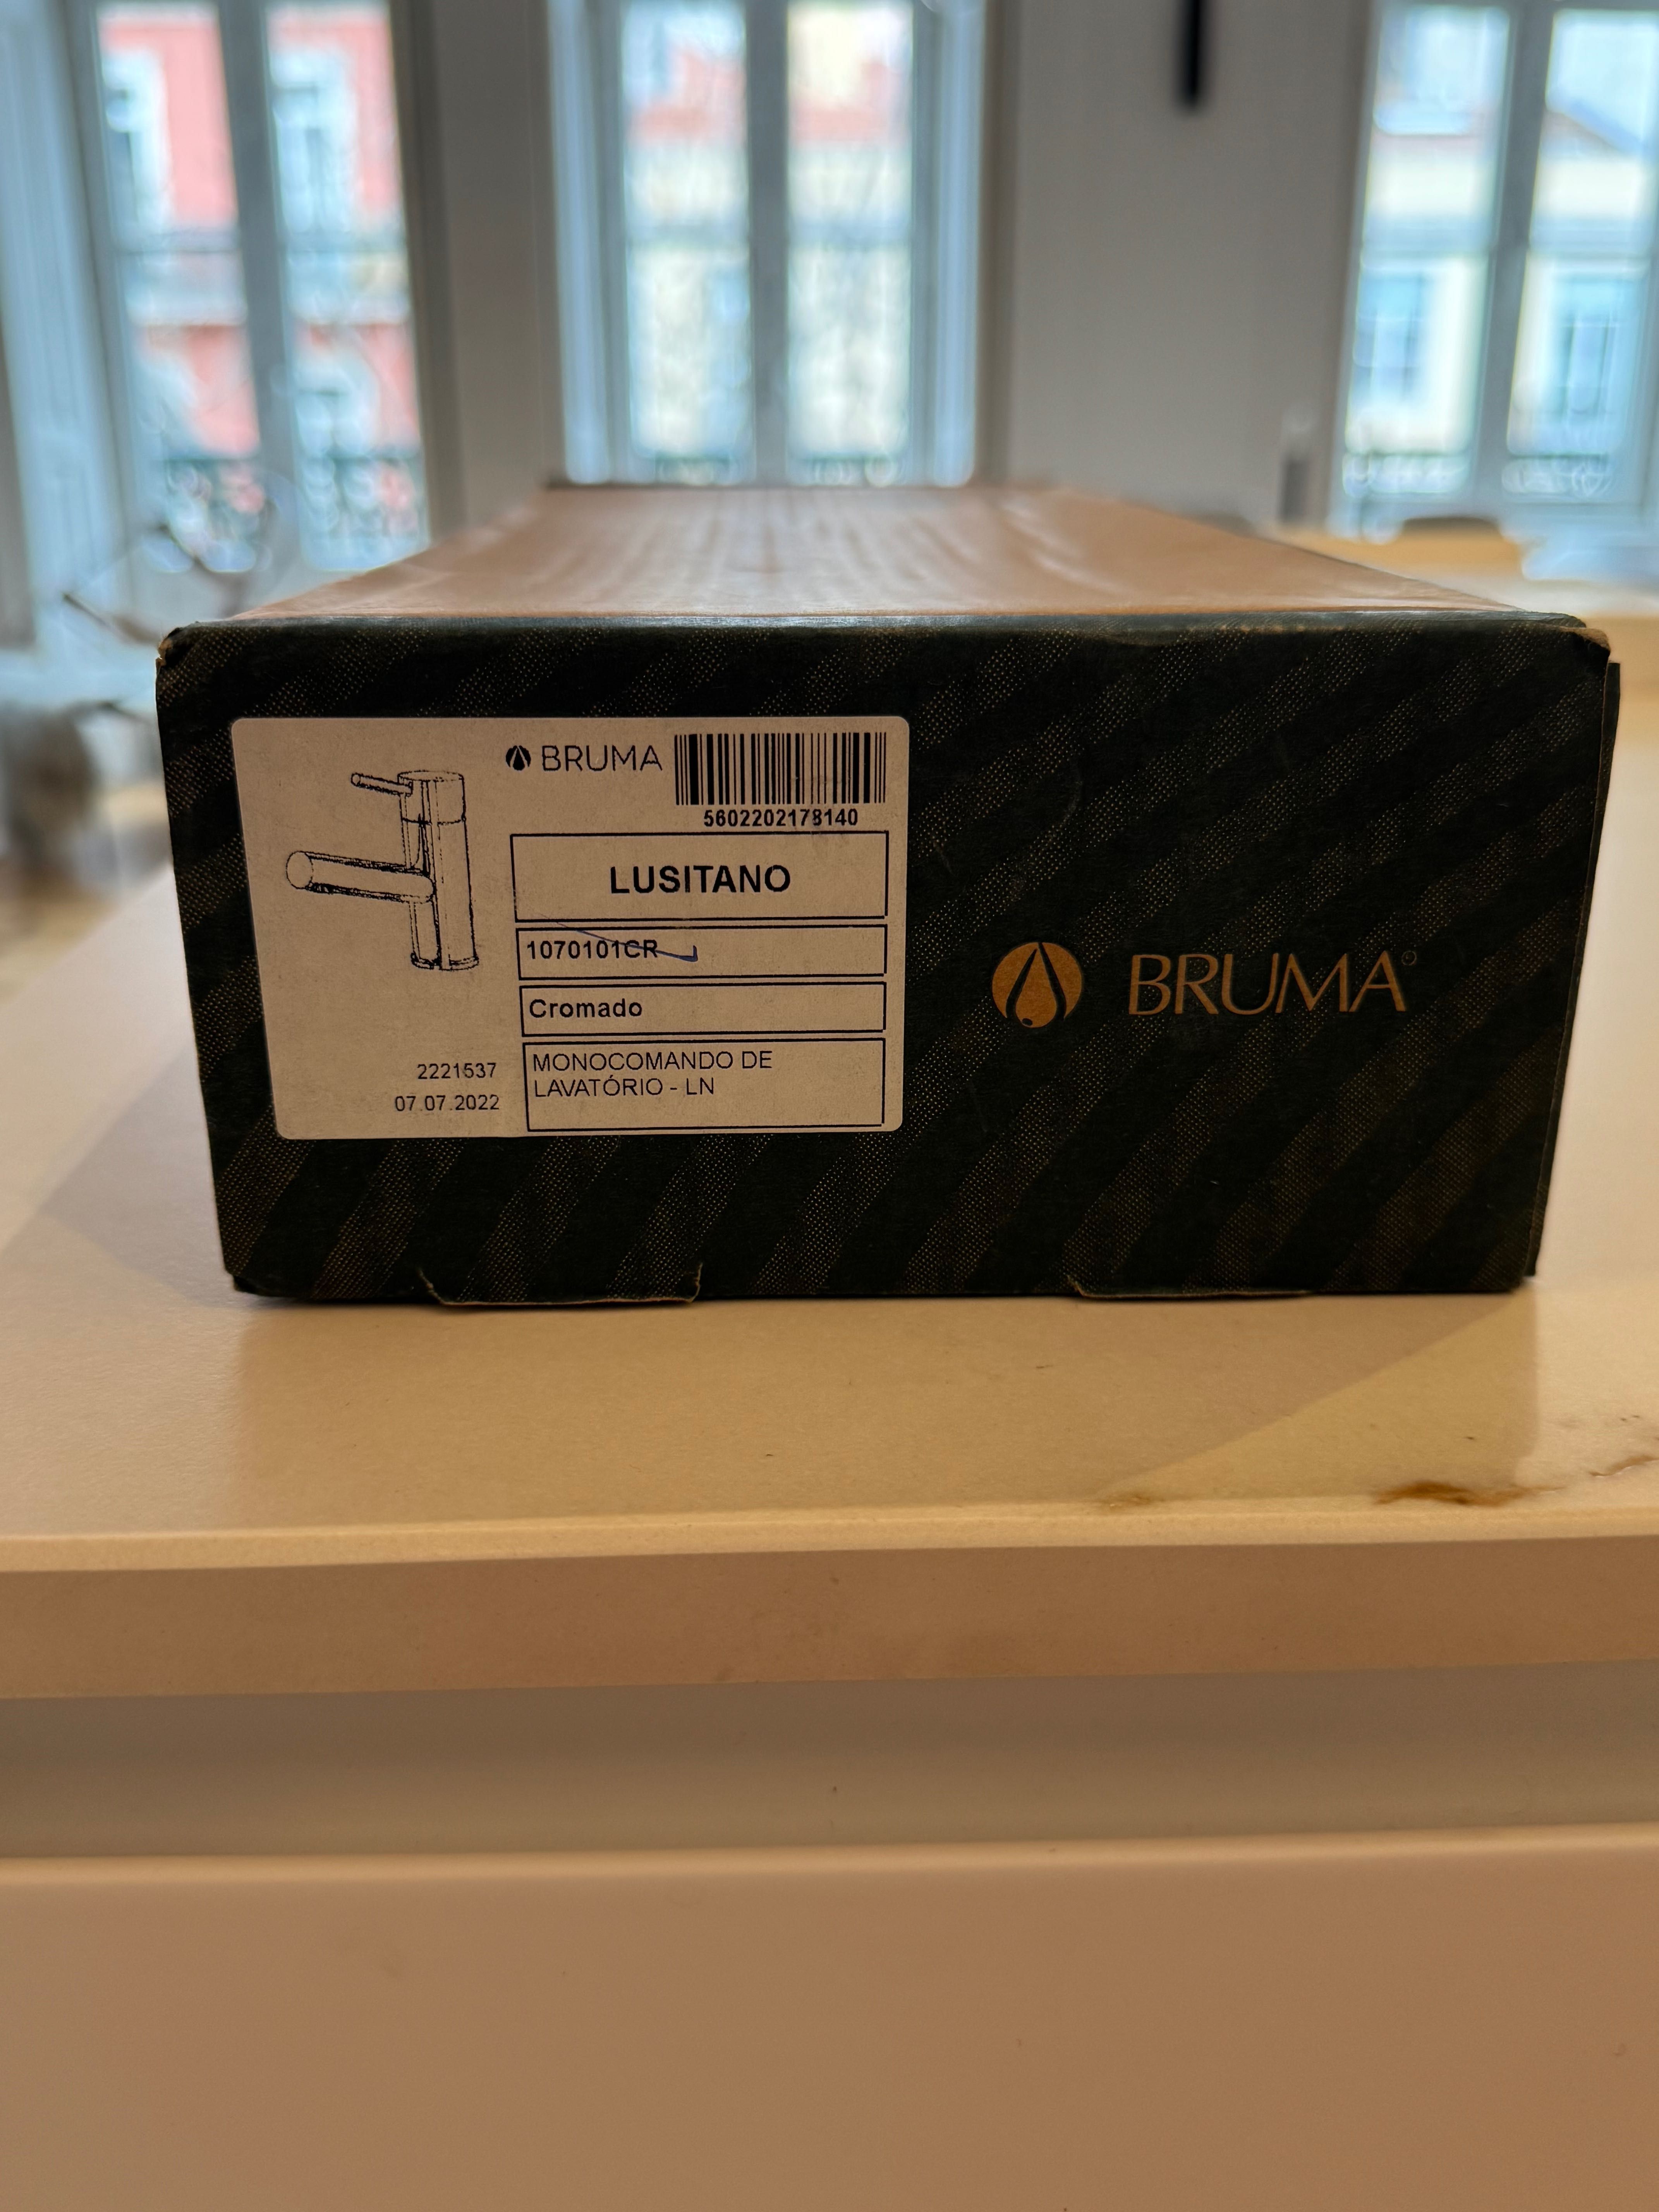 BRUMA
5602202178140
LUSITANO
1070101CR
Cromado
MONOCOMANDO DE
LAVATÓRIO - LN
2221537
07.07.2022
BRUMA®